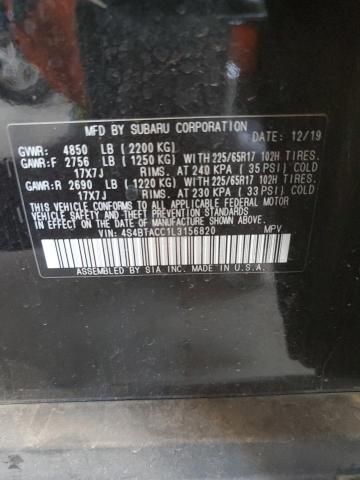 MFD BY SUBARU CORPORATION DATE: 12/19
GVWR: 4850 LB (2200 KG)
GAWR:F 2756 LB (1250 KG) WITH 225/65R17 102H TIRES.
17X7J RIMS. AT 240 KPA ( 35 PSI) COLD
GAWR:R 2690 LB (1220 KG) WITH 225/65R17 102H TIRES.
17X7J RIMS. AT 230 KPA ( 33 PSI) COLD
THIS VEHICLE CONFORMS TO ALL APPLICABLE FEDERAL MOTOR
VEHICLE SAFETY, BUMPER, AND THEFT PREVENTION STANDARDS
IN EFFECT ON THE DATE OF MANUFACTURE SHOWN ABOVE.
VIN: 4S4BTACC1L3156820 MPV
ASSEMBLED BY SIA INC. IN U.S.A.